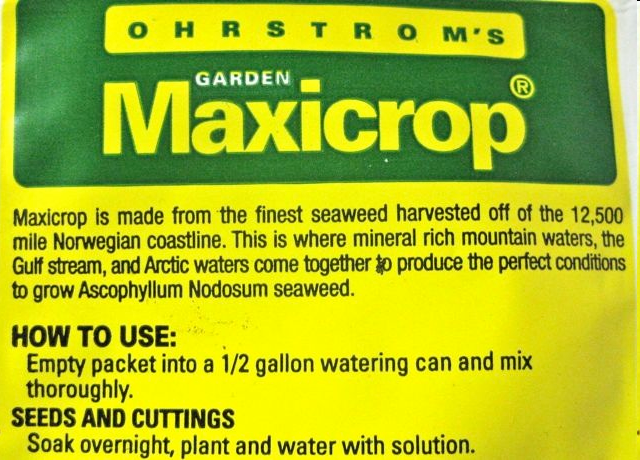 OHRSTROM'S
GARDEN
Maxicrop®
Maxicrop is made from the finest seaweed harvested off of the 12,500
mile Norwegian coastline. This is where mineral rich mountain waters, the
Gulf stream, and Arctic waters come together to produce the perfect conditions
to grow Ascophyllum Nodosum seaweed.
HOW TO USE:
Empty packet into a 1/2 gallon watering can and mix
thoroughly.
SEEDS AND CUTTINGS
Soak overnight, plant and water with solution.